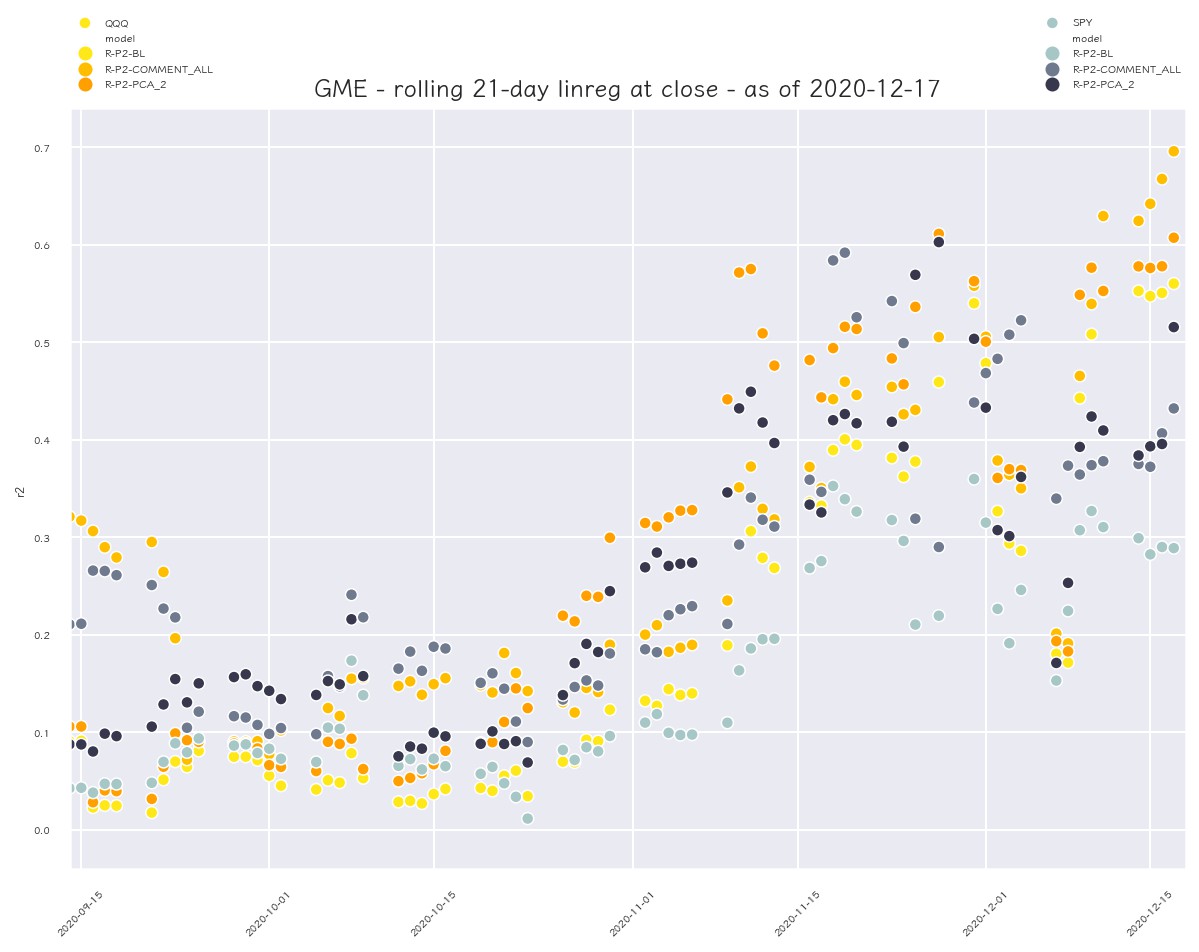 QQQ
model
R-P2-BL
R-P2-COMMENT_ALL
R-P2-PCA_2
SPY
model
R-P2-BL
R-P2-COMMENT_ALL
R-P2-PCA_2
GME - rolling 21-day linreg at close - as of 2020-12-17
0.7
0.6
0.5
0.4
0.3
0.2
0.1
0.0
r2
2020-09-15
2020-10-01
2020-10-15
2020-11-01
2020-11-15
2020-12-01
2020-12-15